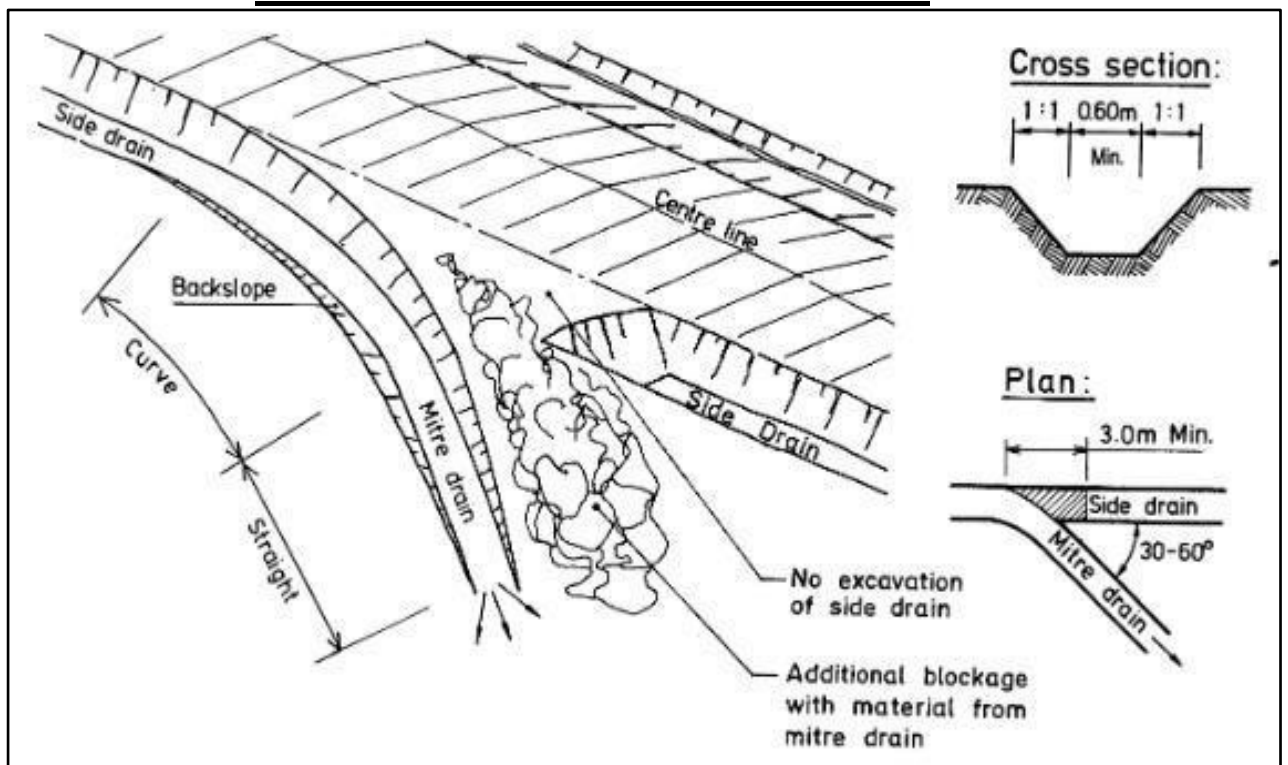 Side drain
Backslope
Curve
Straight
Mitre drain
Centre line
Side Drain
No excavation
of side drain
Additional blockage
with material from
mitre drain
Cross section:
1:1 0.60m 1:1
Min.
Plan:
3.0m Min.
Side drain
30-60°
Mitre drain